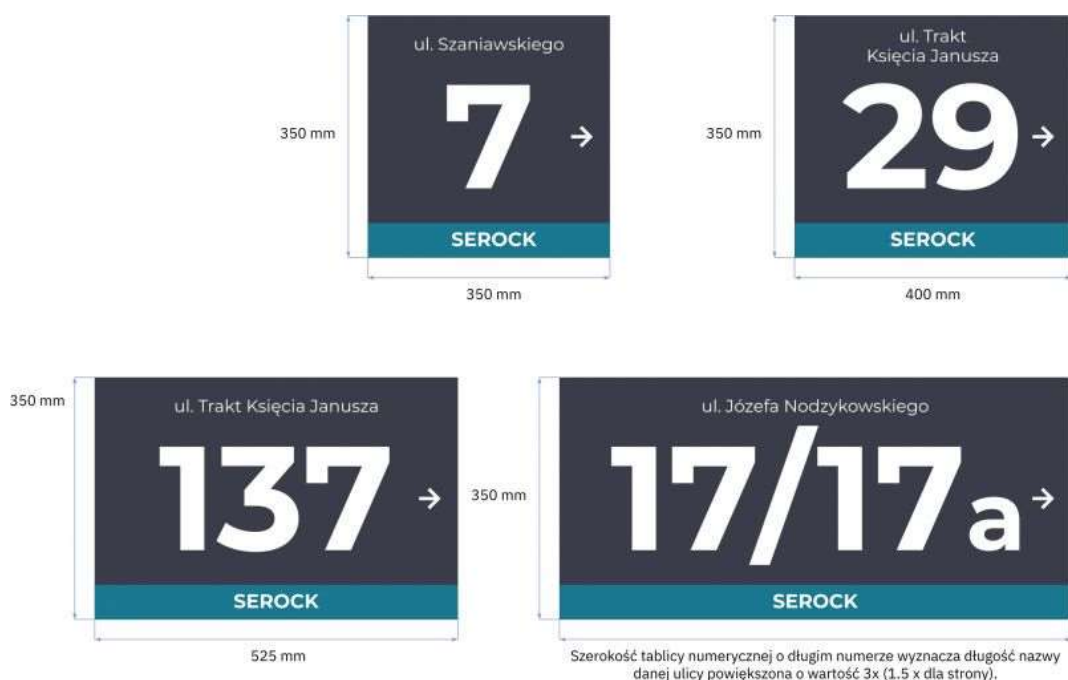 ul. Szaniawskiego
7 →
350 mm
SEROCK
350 mm
ul. Trakt
Księcia Janusza
29 →
350 mm
SEROCK
400 mm
350 mm
ul. Trakt Księcia Janusza
137 →
SEROCK
525 mm
350 mm
ul. Józefa Nodzykowskiego
17/17a →
SEROCK
Szerokość tablicy numerycznej o długim numerze wyznacza długość nazwy
danej ulicy powiększona o wartość 3x (1.5 x dla strony).